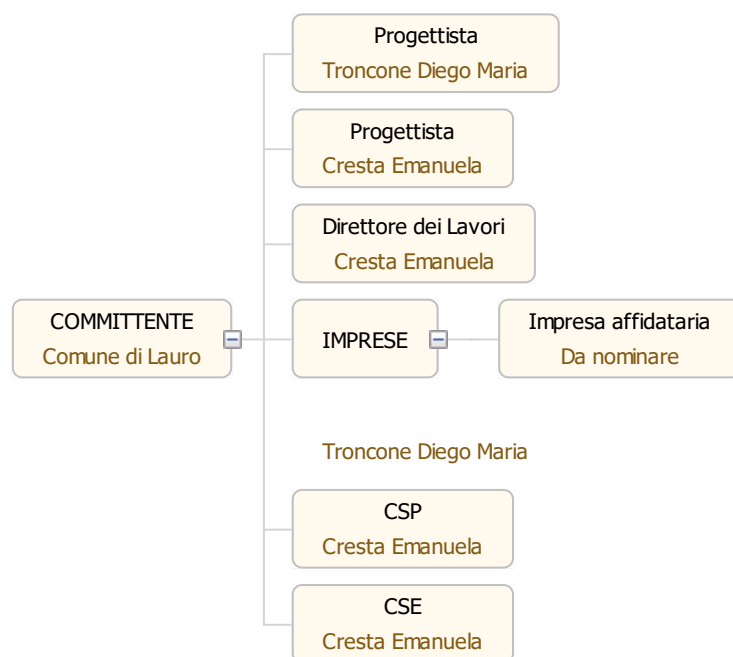 Progettista
Troncone Diego Maria
Progettista
Cresta Emanuela
Direttore dei Lavori
Cresta Emanuela
COMMITTENTE
Comune di Lauro
IMPRESE
Impresa affidataria
Da nominare
Troncone Diego Maria
CSP
Cresta Emanuela
CSE
Cresta Emanuela